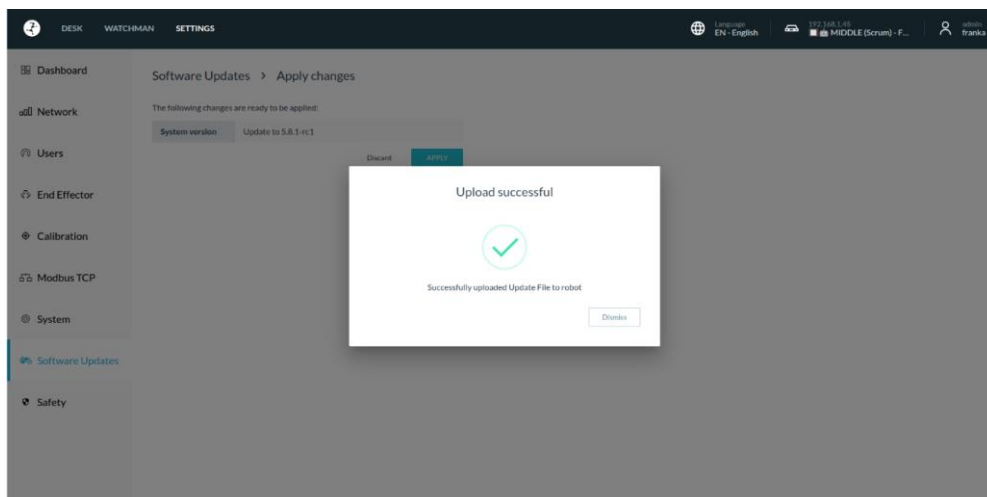 DESK WATCHMAN SETTINGS
Language
EN - English
192.168.1.45
MIDDLE (Scrum) - F...
admin
franka
Dashboard
Network
Users
End Effector
Calibration
Modbus TCP
System
Software Updates
Safety
Software Updates > Apply changes
The following changes are ready to be applied:
System version Update to 5.8.1-rc1
Discard APPLY
Upload successful
Successfully uploaded Update File to robot
Dismiss